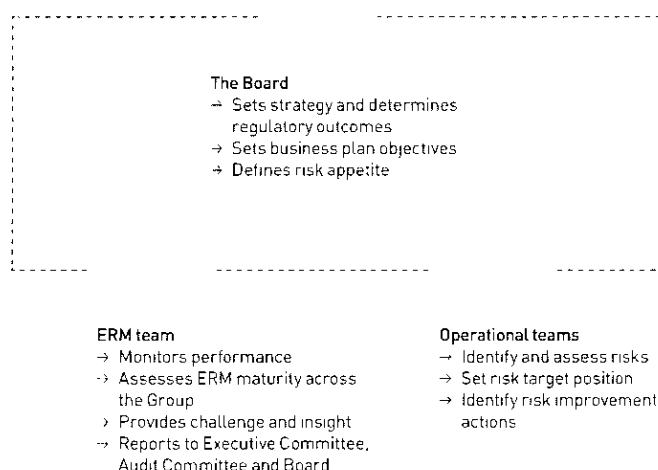 The Board
→ Sets strategy and determines
regulatory outcomes
→ Sets business plan objectives
→ Defines risk appetite
ERM team
→ Monitors performance
→ Assesses ERM maturity across
the Group
→ Provides challenge and insight
→ Reports to Executive Committee,
Audit Committee and Board
Operational teams
→ Identify and assess risks
→ Set risk target position
→ Identify risk improvement
actions